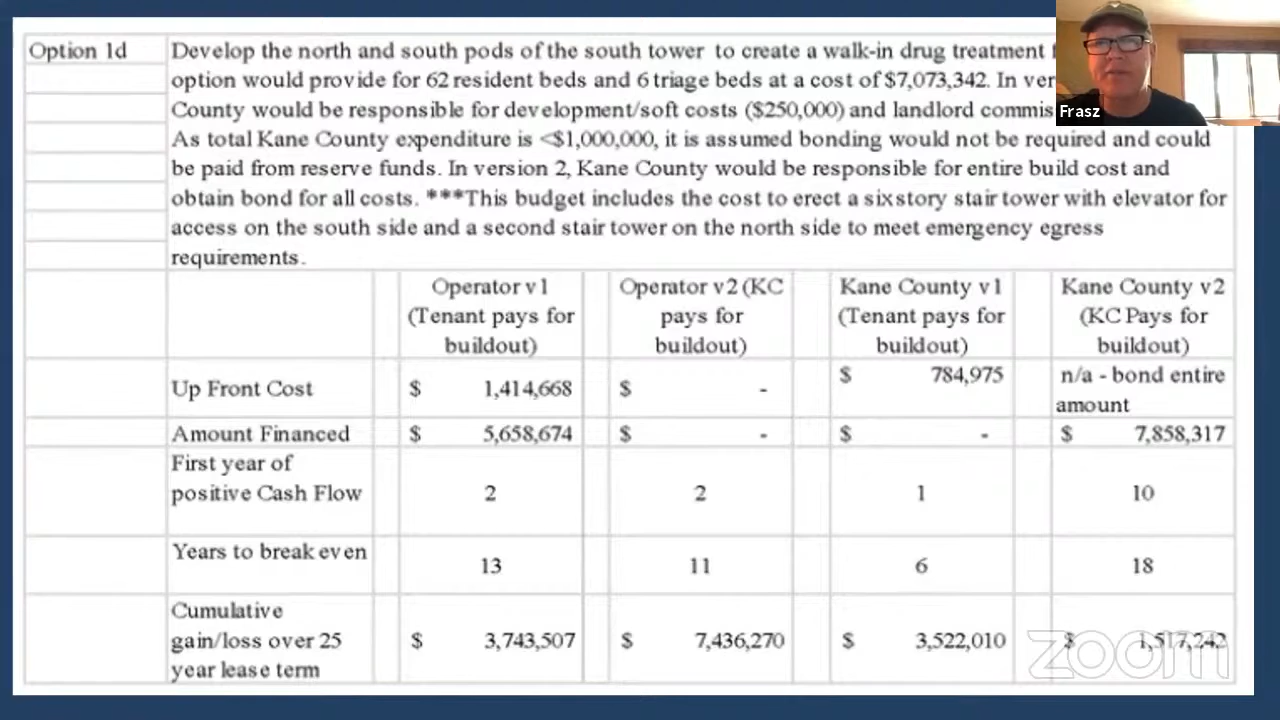 Option 1d
Develop the north and south pods of the south tower to create a walk-in drug treatment
option would provide for 62 resident beds and 6 triage beds at a cost of $7,073,342. In
County would be responsible for development/soft costs ($250,000) and landlord
As total Kane County expenditure is <$1,000,000, it is assumed bonding would not be required and could
be paid from reserve funds. In version 2, Kane County would be responsible for entire build cost and
obtain bond for all costs. ***This budget includes the cost to erect a six story stair tower with elevator for
access on the south side and a second stair tower on the north side to meet emergency egress
requirements.
Frasz
Operator v1
(Tenant pays for
buildout)
Operator v2 (KC
pays for
buildout)
Kane County v1
(Tenant pays for
buildout)
Kane County v2
(KC Pays for
buildout)
Up Front Cost $ 1,414,668 $ - $ 784,975 n/a - bond entire
amount
Amount Financed $ 5,658,674 $ - $ - $ 7,858,317
First year of
positive Cash Flow 2 2 1 10
Years to break even 13 11 6 18
Cumulative
gain/loss over 25 $ 3,743,507 $ 7,436,270 $ 3,522,010 $ 1,517,242
year lease term
zoom